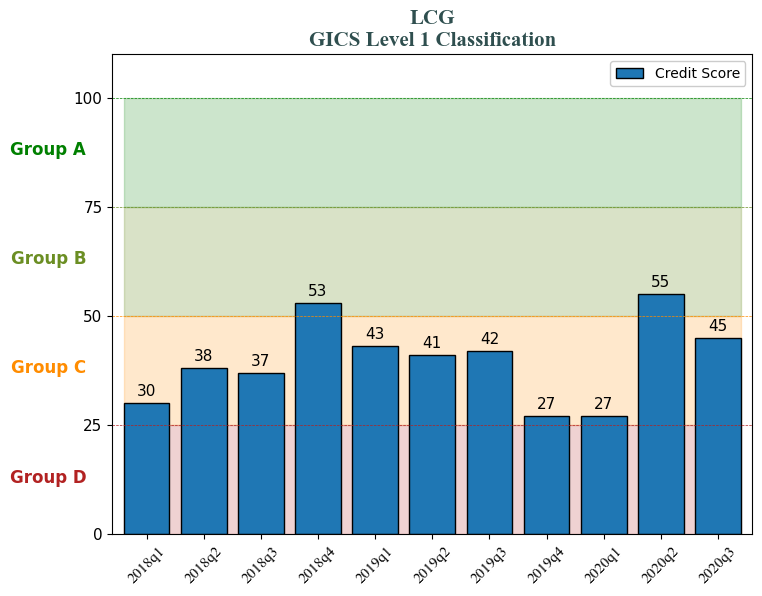 LCG
GICS Level 1 Classification
Credit Score
100
Group A
75
Group B
50
Group C
25
Group D
0
30
38
37
53
43
41
42
27
27
55
45
2018q1
2018q2
2018q3
2018q4
2019q1
2019q2
2019q3
2019q4
2020q1
2020q2
2020q3